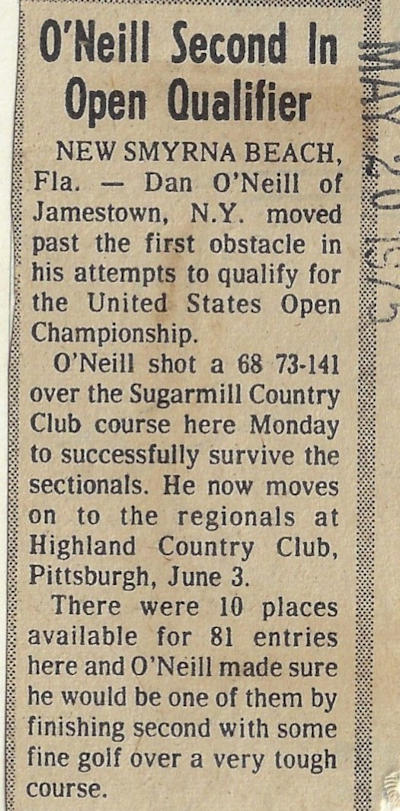 O'Neill Second In
Open Qualifier
NEW SMYRNA BEACH,
Fla. — Dan O'Neill of
Jamestown, N.Y. moved
past the first obstacle in
his attempts to qualify for
the United States Open
Championship.
O'Neill shot a 68 73-141
over the Sugarmill Country
Club course here Monday
to successfully survive the
sectionals. He now moves
on to the regionals at
Highland Country Club,
Pittsburgh, June 3.
There were 10 places
available for 81 entries
here and O'Neill made sure
he would be one of them by
finishing second with some
fine golf over a very tough
course.
MAY 20 1975